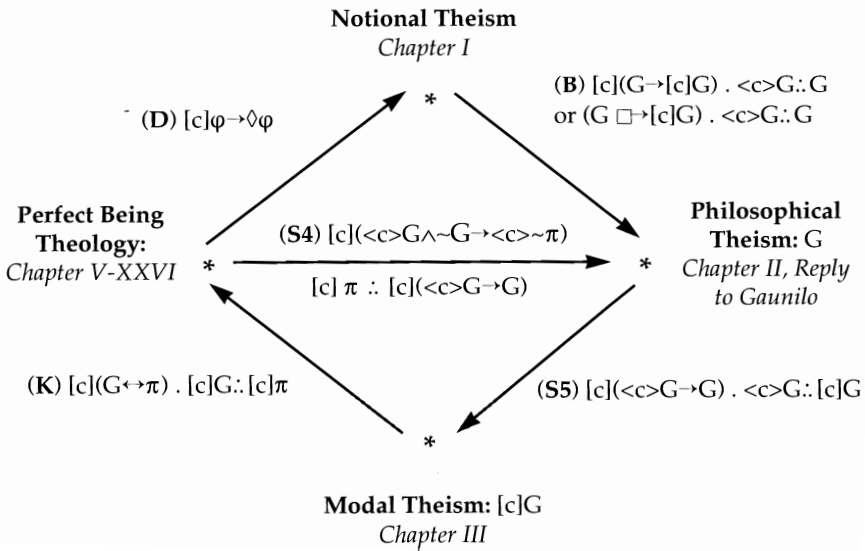 Notional Theism
Chapter I
*
(B) [c](G→[c]G) . <c>G∴G
or (G □→[c]G) . <c>G∴G
(D) [c]φ→◊φ
Perfect Being
Theology:
Chapter V-XXVI
*
(S4) [c](<c>G∧~G→<c>~π)
[c] π ∴ [c](<c>G→G)
*
Philosophical
Theism: G
Chapter II, Reply
to Gaunilo
(K) [c](G↔π) . [c]G∴[c]π
(S5) [c](<c>G→G) . <c>G∴[c]G
*
Modal Theism: [c]G
Chapter III